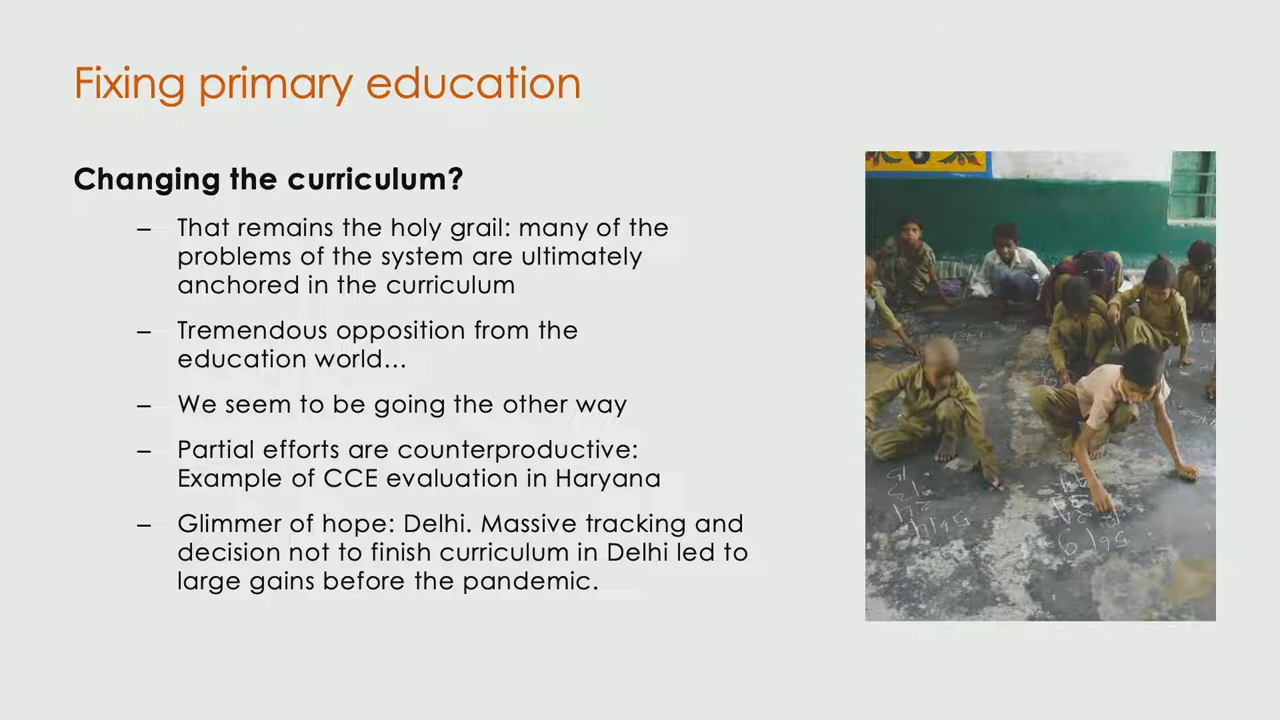 Fixing primary education
Changing the curriculum?
– That remains the holy grail: many of the
problems of the system are ultimately
anchored in the curriculum
– Tremendous opposition from the
education world…
– We seem to be going the other way
– Partial efforts are counterproductive:
Example of CCE evaluation in Haryana
– Glimmer of hope: Delhi. Massive tracking and
decision not to finish curriculum in Delhi led to
large gains before the pandemic.